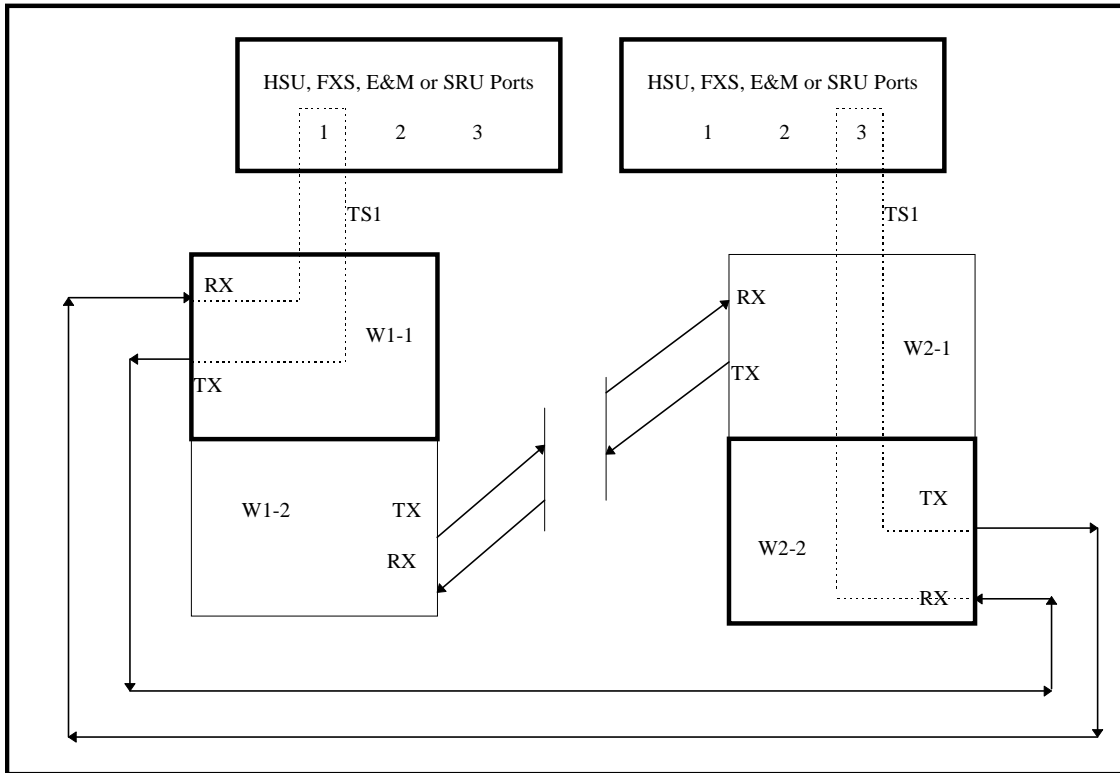 HSU, FXS, E&M or SRU Ports
1 2 3
HSU, FXS, E&M or SRU Ports
1 2 3
TS1
TS1
RX
W1-1
TX
RX
W2-1
TX
W1-2
TX
RX
TX
W2-2
RX